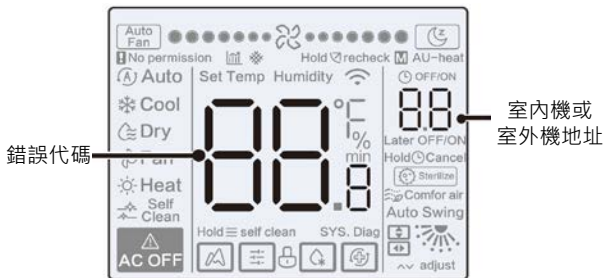 Auto
Fan
No permission
Hold recheck M AU-heat
Auto
Set Temp Humidity
OFF/ON
Cool
88
°F
%
min
.8
8.8
Later OFF/ON
Hold Cancel
室內機或
室外機地址
Dry
錯誤代碼
Fan
Sterilize
Heat
Comfor air
Self
Clean
Auto Swing
Hold self clean
SYS. Diag
AC OFF
adjust